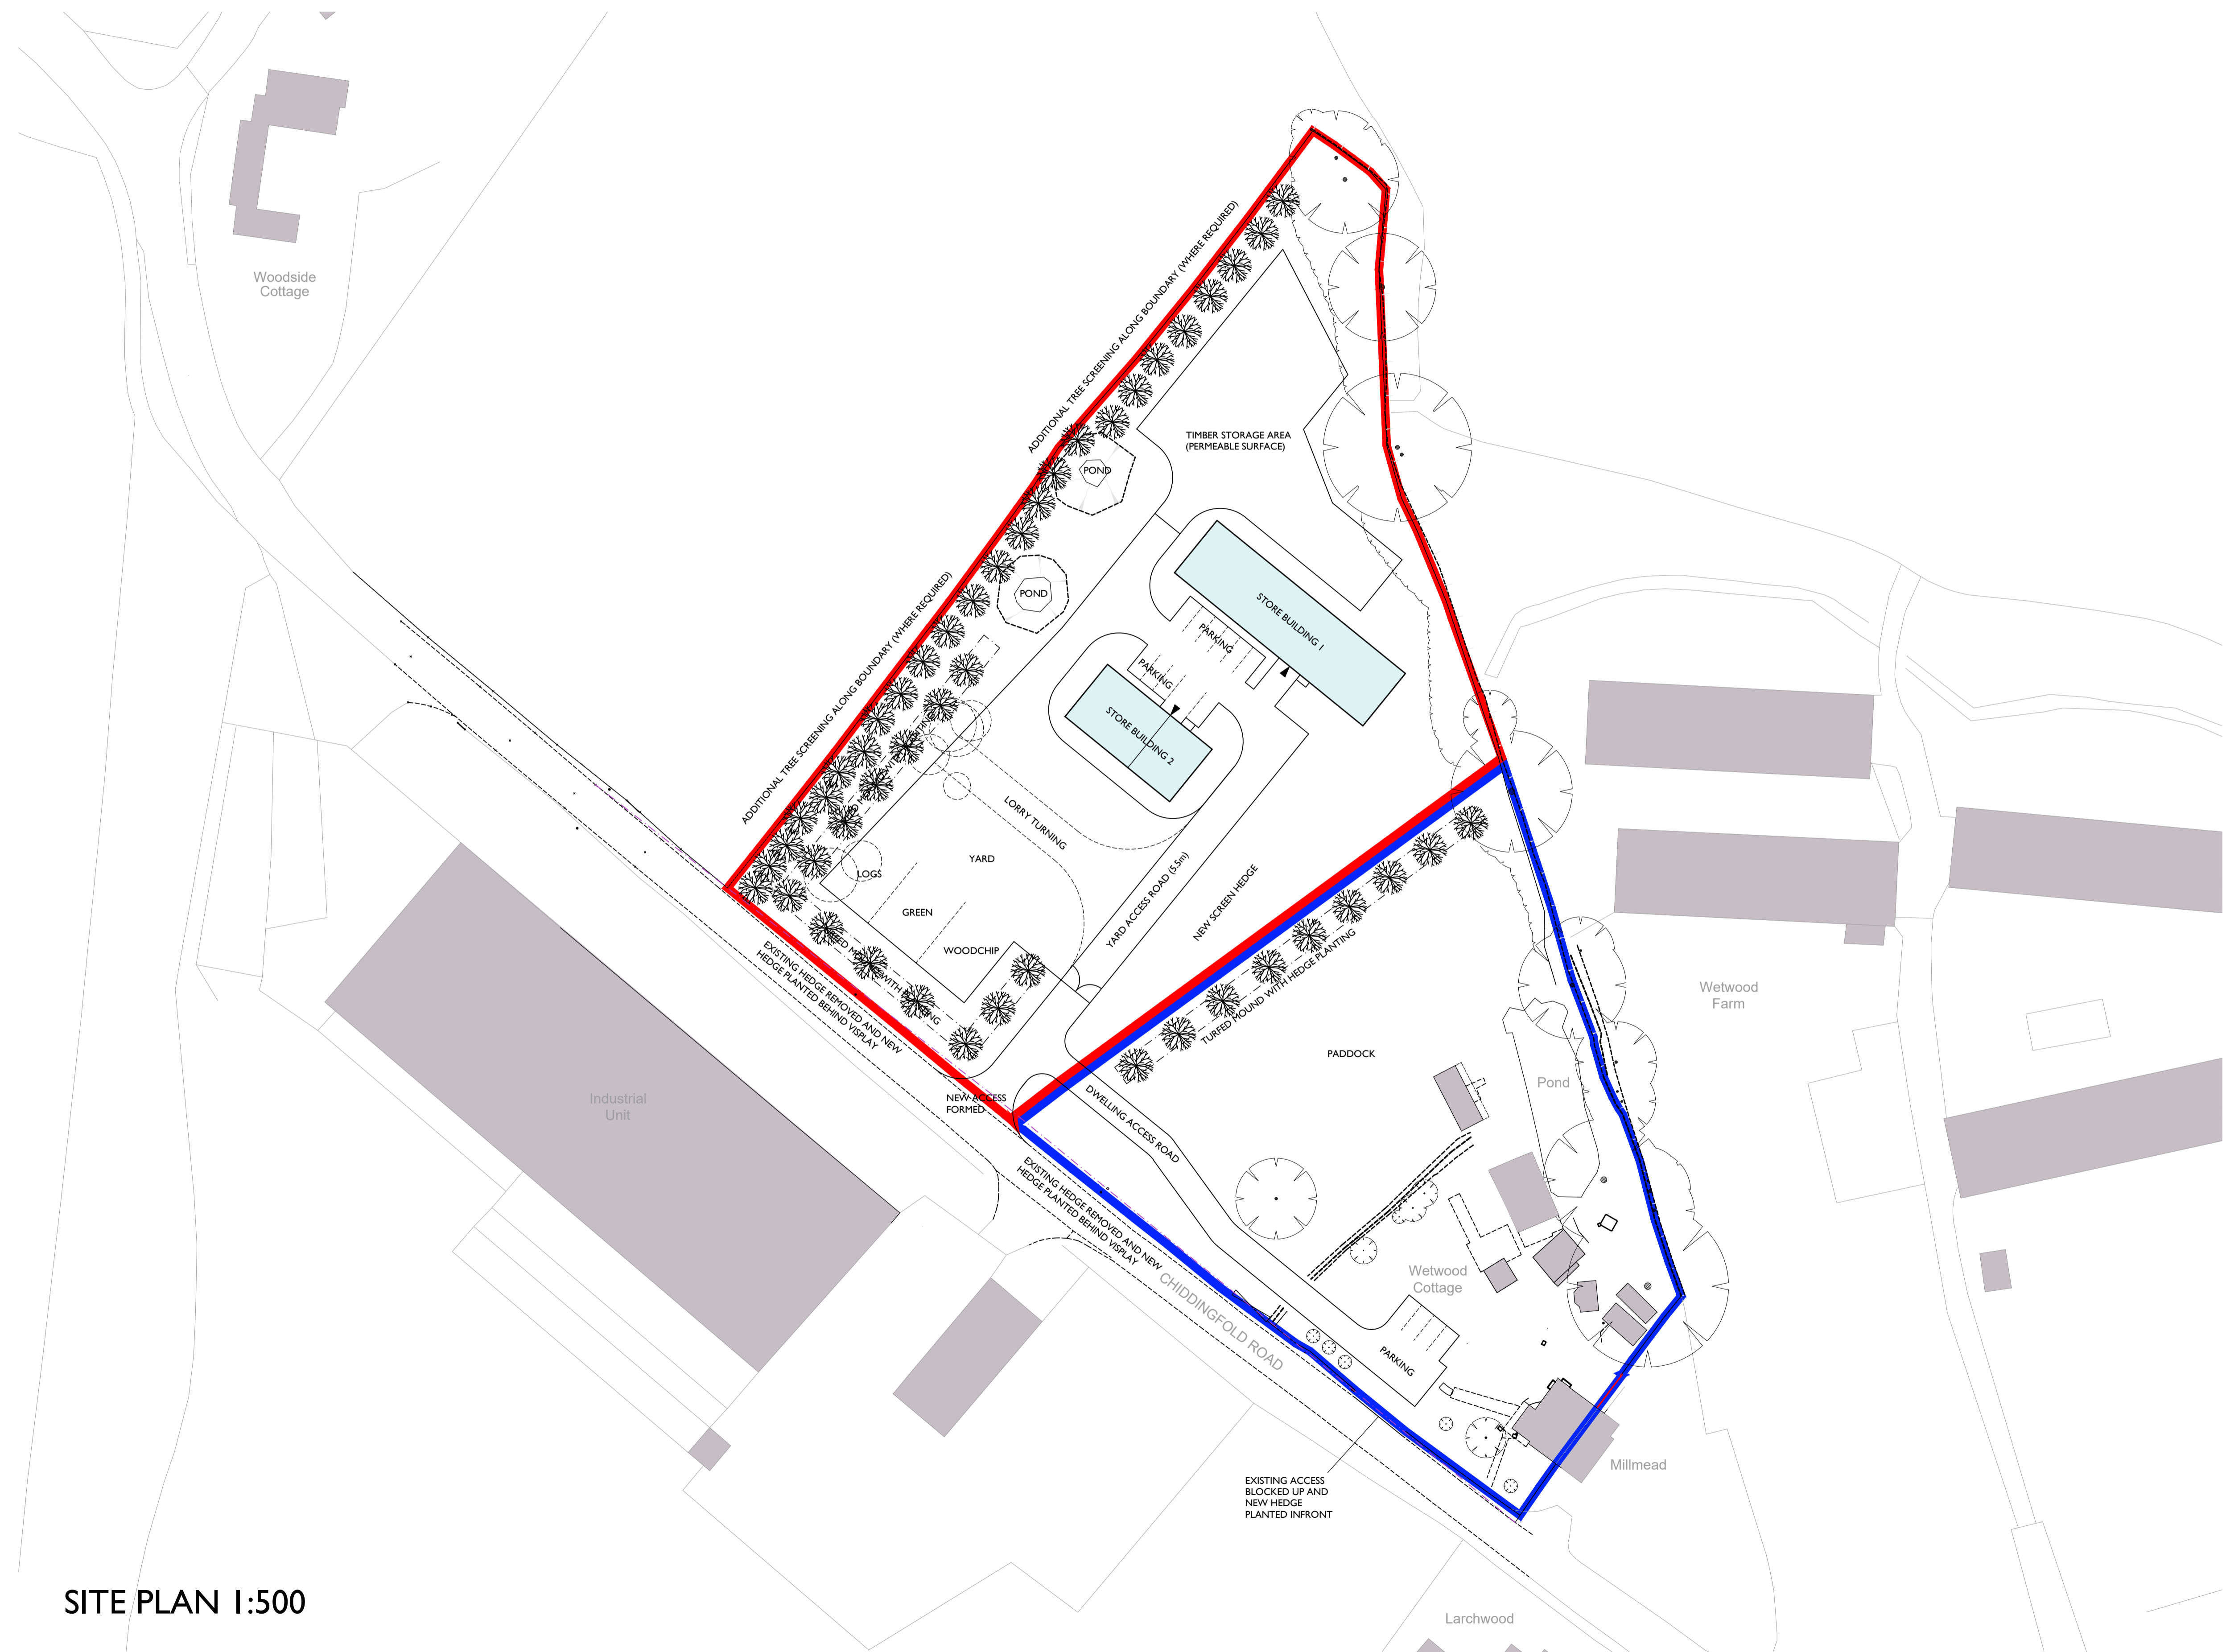 Woodside
Cottage
ADDITIONAL TREE SCREENING ALONG BOUNDARY (WHERE REQUIRED)
TIMBER STORAGE AREA
(PERMEABLE SURFACE)
POND
POND
STORE BUILDING 1
PARKING
PARKING
STORE BUILDING 2
ADDITIONAL TREE SCREENING ALONG BOUNDARY (WHERE REQUIRED)
LORRY TURNING
YARD
LOGS
GREEN
WOODCHIP
YARD ACCESS ROAD (5.5m)
NEW SCREEN HEDGE
TURFED MOUND WITH HEDGE PLANTING
EXISTING HEDGE REMOVED AND NEW
HEDGE PLANTED BEHIND VISPLAY
NEW ACCESS
FORMED
PADDOCK
DWELLING ACCESS ROAD
Wetwood
Farm
Pond
Industrial
Unit
EXISTING HEDGE REMOVED AND NEW
HEDGE PLANTED BEHIND VISPLAY
CHIDDINGFOLD ROAD
Wetwood
Cottage
PARKING
Millmead
EXISTING ACCESS
BLOCKED UP AND
NEW HEDGE
PLANTED INFRONT
Larchwood
SITE PLAN 1:500